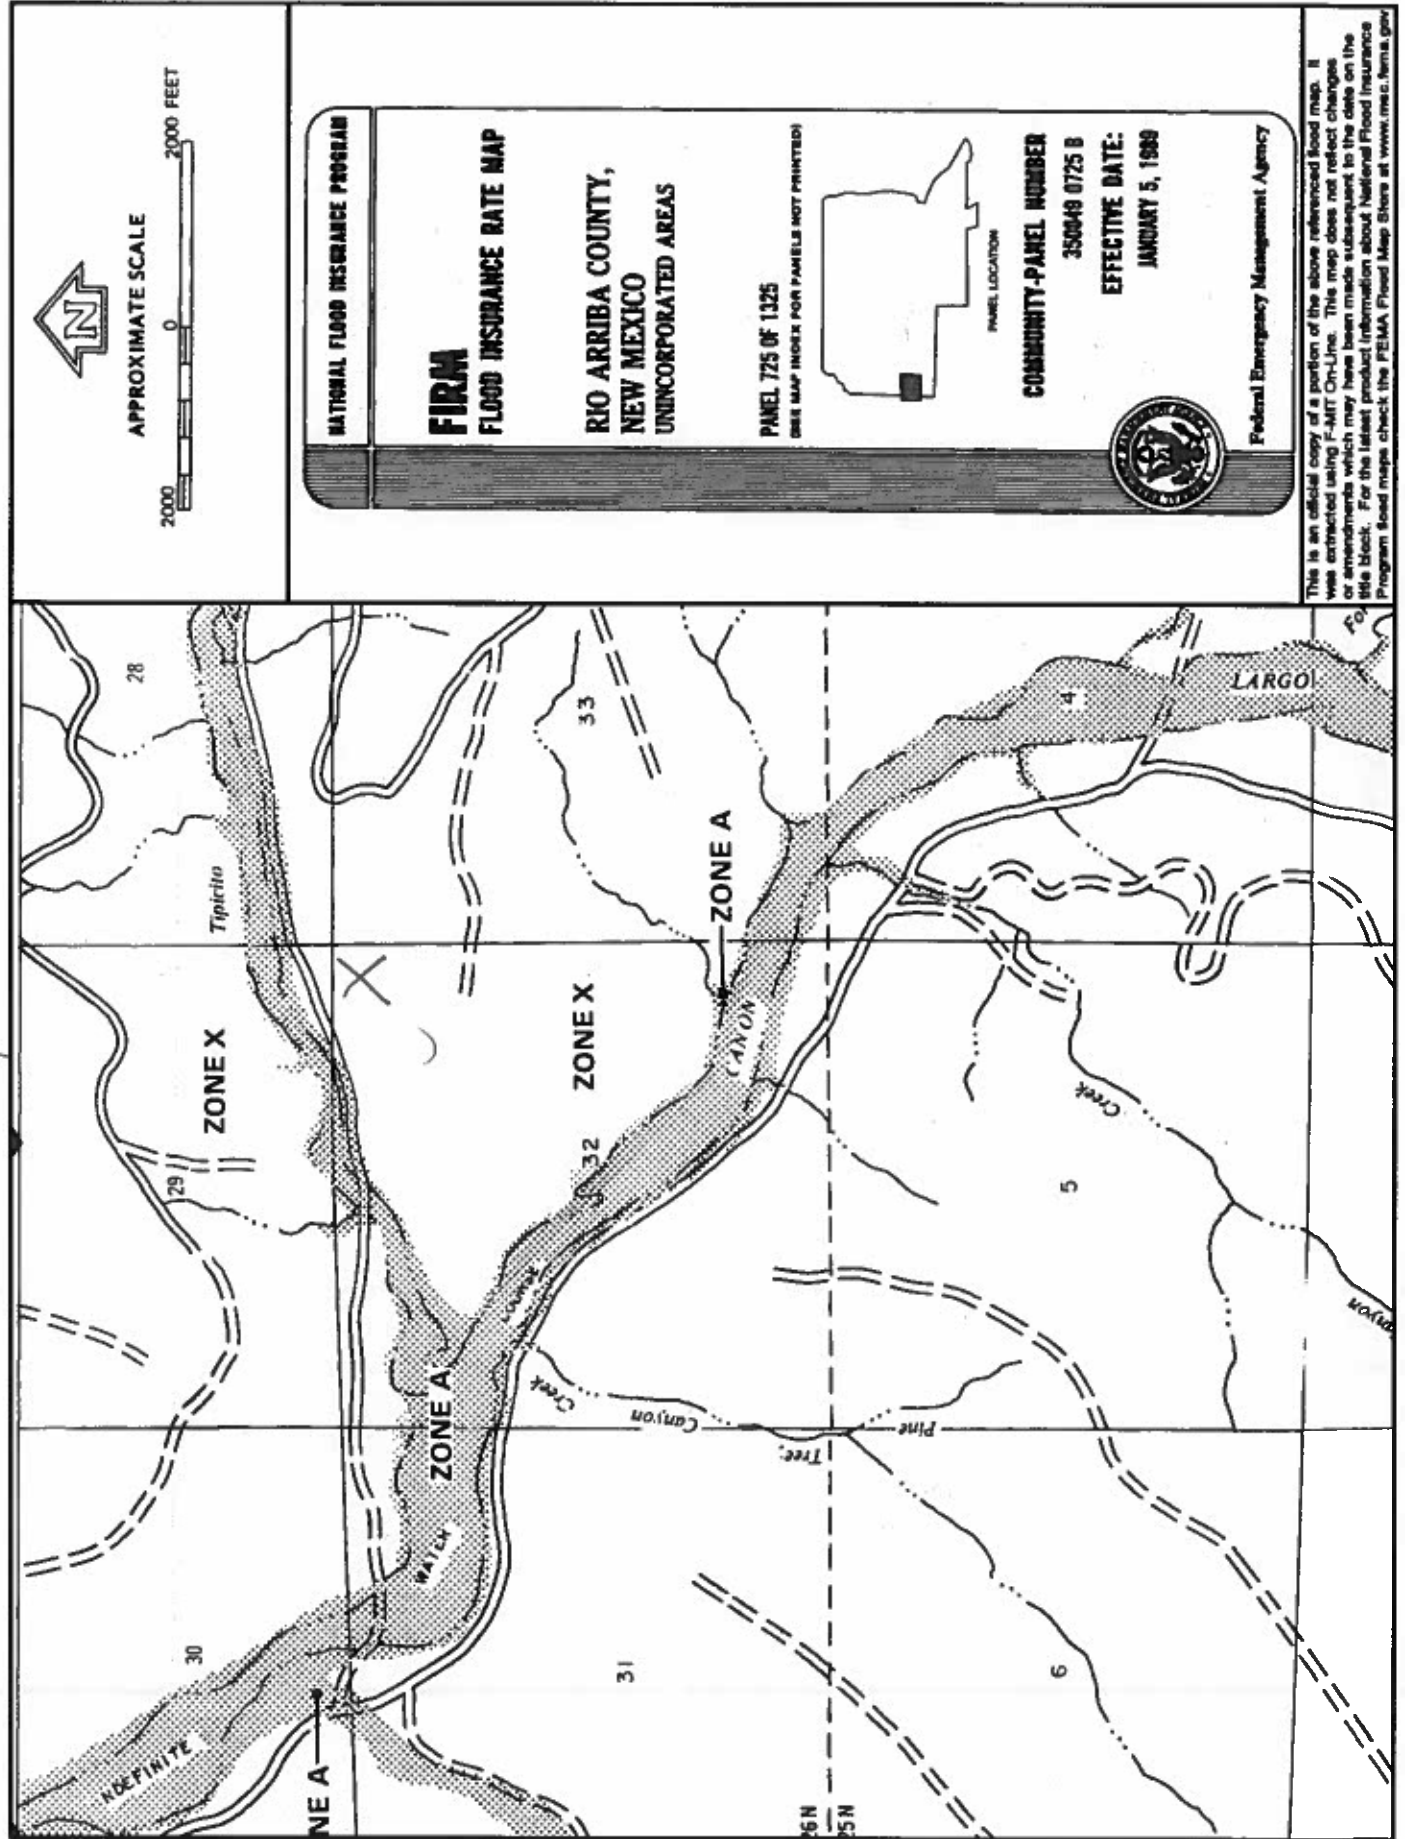 APPROXIMATE SCALE
2000 0 2000 FEET
N
NATIONAL FLOOD INSURANCE PROGRAM
FIRM
FLOOD INSURANCE RATE MAP
RIO ARRIBA COUNTY,
NEW MEXICO
UNINCORPORATED AREAS
PANEL 725 OF 1325
(SEE MAP INDEX FOR PANELS NOT PRINTED)
PANEL LOCATION
COMMUNITY-PANEL NUMBER
350049 0725 B
EFFECTIVE DATE:
JANUARY 5, 1989
Federal Emergency Management Agency
This is an official copy of a portion of the above referenced flood map. It
was extracted using F-MIT On-Line. This map does not reflect changes
or amendments which may have been made subsequent to the date on the
title block. For the latest product information about National Flood Insurance
Program flood maps check the FEMA Flood Map Store at www.msc.fema.gov
28
Tipicito
29
ZONE X
30
NDEFINITE
NE A
33
ZONE A
ZONE X
CANON
32
COURSE
ZONE A
WATER
31
Creek
Canyon
Tree
Pine
26 N
25 N
4
LARGO
5
Creek
anyon
6